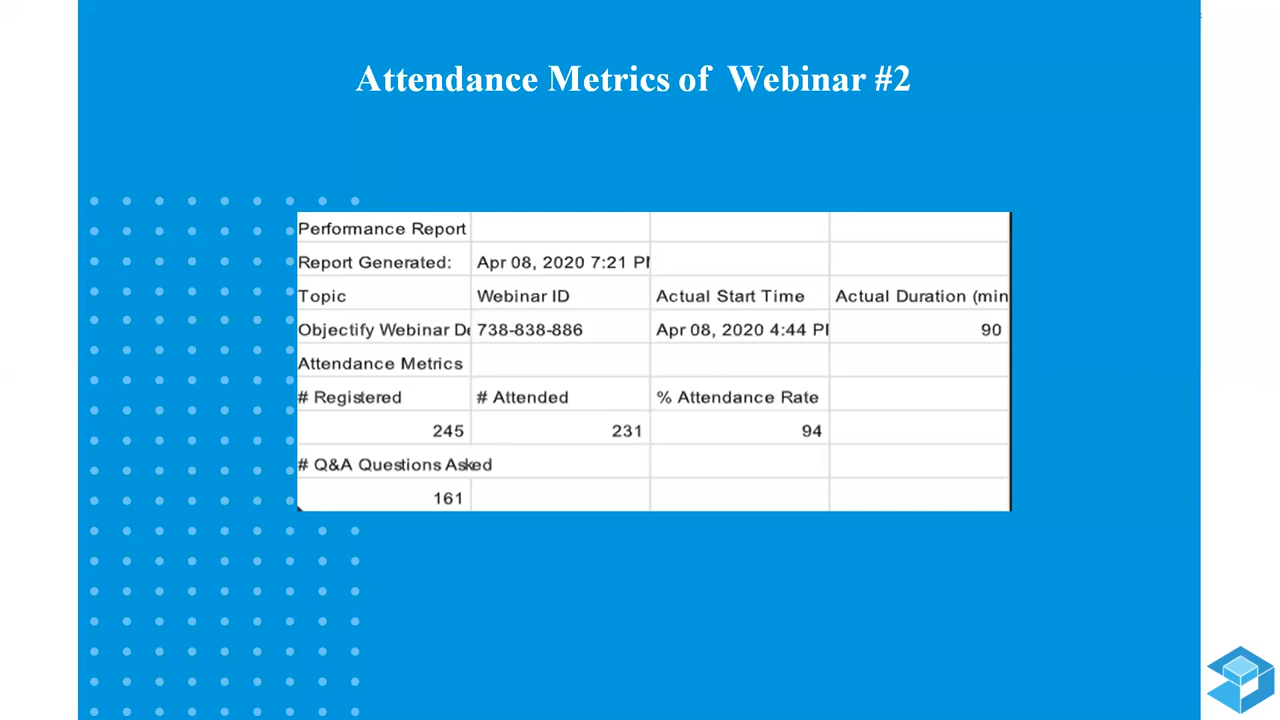 Attendance Metrics of Webinar #2
Performance Report
Report Generated: Apr 08, 2020 7:21 PM
Topic Webinar ID Actual Start Time Actual Duration (min
Objectify Webinar De 738-838-886 Apr 08, 2020 4:44 PM 90
Attendance Metrics
# Registered # Attended % Attendance Rate
245 231 94
# Q&A Questions Asked
161